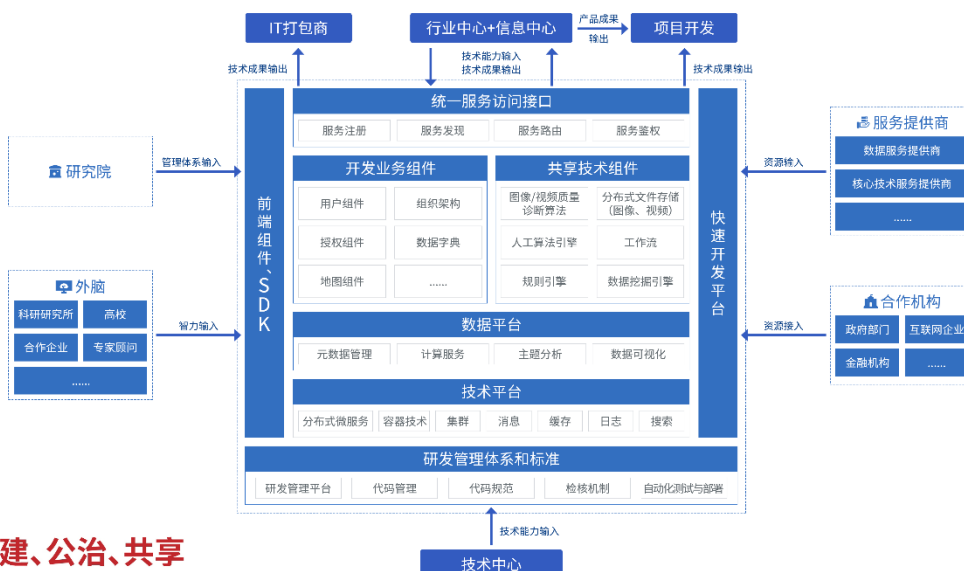 IT打包商
行业中心+信息中心
产品成果
输出
项目开发
技术成果输出
技术能力输入
技术成果输出
技术成果输出
研究院
管理体系输入
外脑
科研研究所
高校
合作企业
专家顾问
......
智力输入
前端组件、SDK
统一服务访问接口
服务注册
服务发现
服务路由
服务鉴权
开发业务组件
用户组件
组织架构
授权组件
数据字典
地图组件
......
共享技术组件
图像/视频质量
诊断算法
分布式文件存储
(图像、视频)
人工算法引擎
工作流
规则引擎
数据挖掘引擎
数据平台
元数据管理
计算服务
主题分析
数据可视化
技术平台
分布式微服务
容器技术
集群
消息
缓存
日志
搜索
快速开发平台
研发管理体系和标准
研发管理平台
代码管理
代码规范
检核机制
自动化测试与部署
资源输入
服务提供商
数据服务提供商
核心技术服务提供商
......
资源接入
合作机构
政府部门
互联网企业
金融机构
......
技术能力输入
技术中心
建、公治、共享